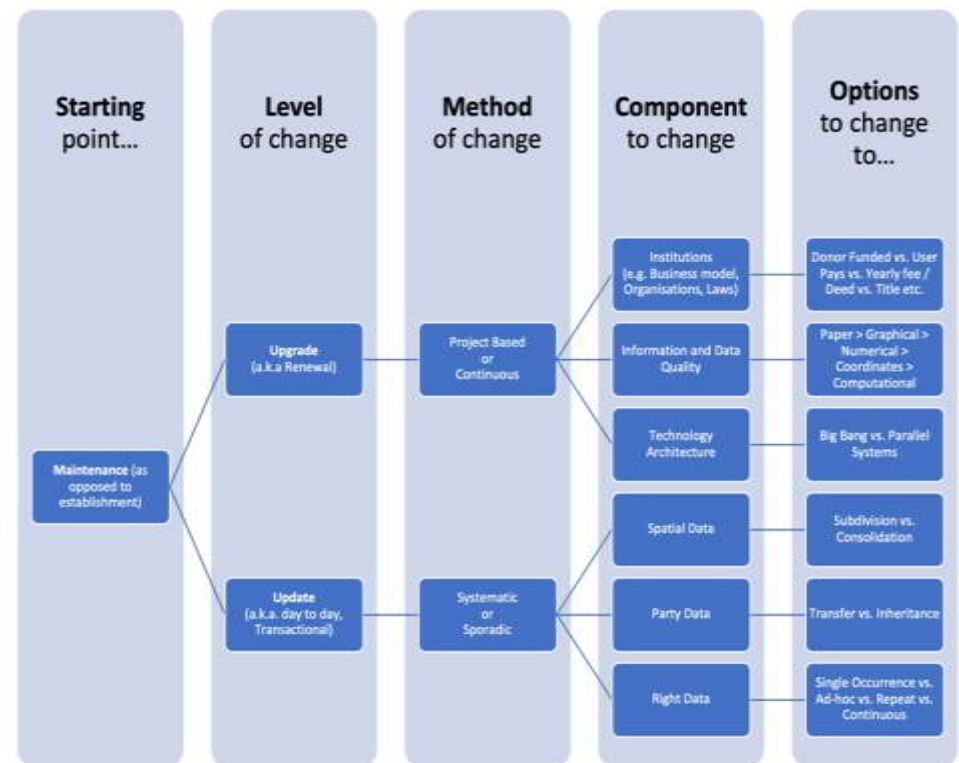 Starting
point...
Level
of change
Method
of change
Component
to change
Options
to change
to...
Maintenance (as
opposed to
establishment)
Upgrade
(a.k.a Renewal)
Project Based
or
Continuous
Institutions
(e.g. Business model,
Organisations, Laws)
Donor Funded vs. User
Pays vs. Yearly fee /
Deed vs. Title etc.
Information and Data
Quality
Paper > Graphical >
Numerical >
Coordinates >
Computational
Technology
Architecture
Big Bang vs. Parallel
Systems
Update
(a.k.a. day to day,
Transactional)
Systematic
or
Sporadic
Spatial Data
Subdivision vs.
Consolidation
Party Data
Transfer vs. Inheritance
Right Data
Single Occurrence vs.
Ad-hoc vs. Repeat vs.
Continuous